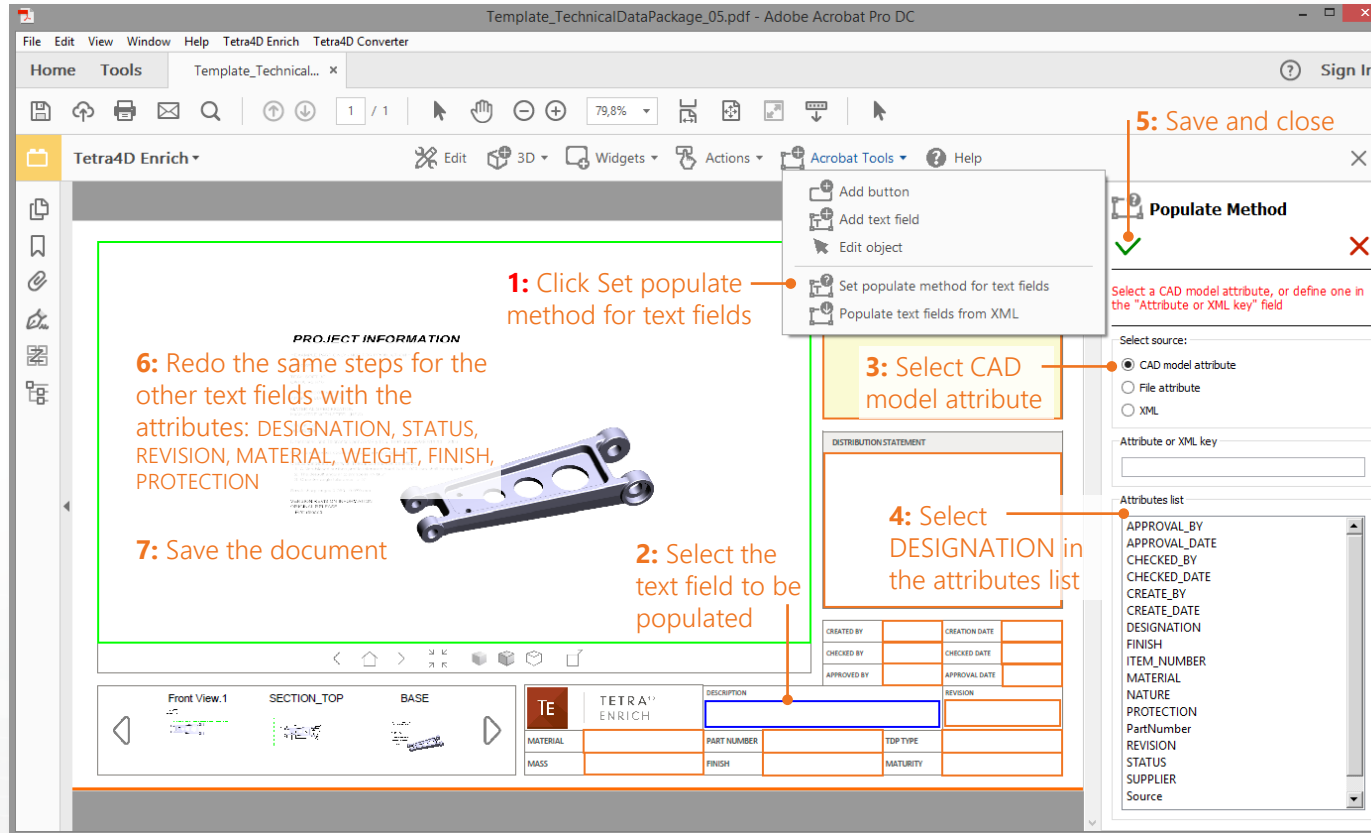 Template_TechnicalDataPackage_05.pdf - Adobe Acrobat Pro DC
File Edit View Window Help Tetra4D Enrich Tetra4D Converter
Home Tools Template_Technical... × ? Sign In
1 / 1 79,8%
5: Save and close
Tetra4D Enrich Edit 3D Widgets Actions Acrobat Tools Help
Add button
Add text field
Edit object
Set populate method for text fields
Populate text fields from XML
Populate Method
Select a CAD model attribute, or define one in
the "Attribute or XML key" field
Select source:
CAD model attribute
File attribute
XML
Attribute or XML key
Attributes list
APPROVAL_BY
APPROVAL_DATE
CHECKED_BY
CHECKED_DATE
CREATE_BY
CREATE_DATE
DESIGNATION
FINISH
ITEM_NUMBER
MATERIAL
NATURE
PROTECTION
PartNumber
REVISION
STATUS
SUPPLIER
Source
1: Click Set populate
method for text fields
PROJECT INFORMATION
6: Redo the same steps for the
other text fields with the
attributes: DESIGNATION, STATUS,
REVISION, MATERIAL, WEIGHT, FINISH,
PROTECTION
7: Save the document
3: Select CAD
model attribute
DISTRIBUTION STATEMENT
4: Select
DESIGNATION in
the attributes list
2: Select the
text field to be
populated
CREATED BY CREATION DATE
CHECKED BY CHECKED DATE
APPROVED BY APPROVAL DATE
Front View.1 SECTION_TOP BASE
TE TETRA4D
ENRICH
DESCRIPTION REVISION
MATERIAL PART NUMBER TDP TYPE
MASS FINISH MATURITY